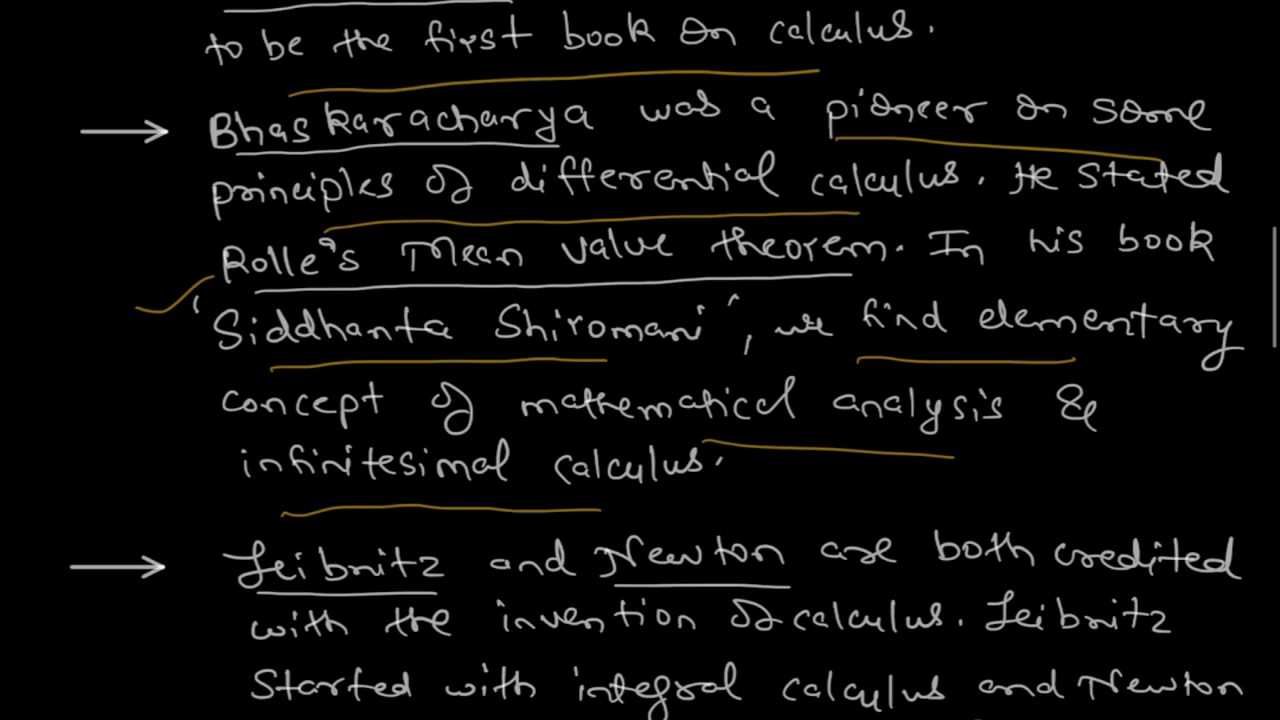 to be the first book on calculus.
→ Bhaskaracharya was a pioneer on some
principles of differential calculus. He stated
Rolle's Mean value theorem. In his book
'Siddhanta Shiromani', we find elementary
concept of mathematical analysis &
infinitesimal calculus.
→ Leibnitz and Newton are both credited
with the invention of calculus. Leibnitz
Started with integral calculus and Newton